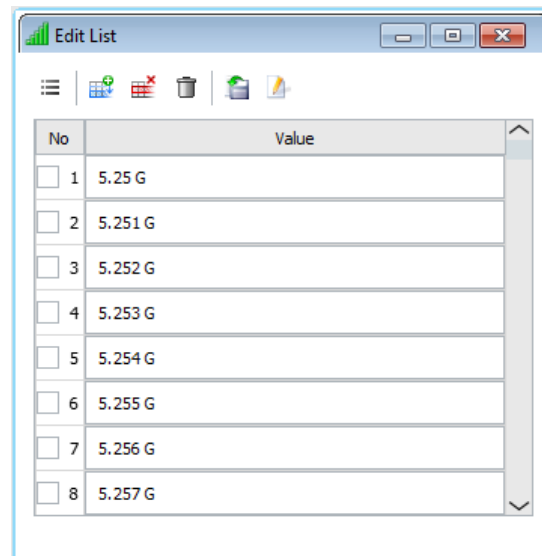 Edit List
No Value
1 5.25 G
2 5.251 G
3 5.252 G
4 5.253 G
5 5.254 G
6 5.255 G
7 5.256 G
8 5.257 G